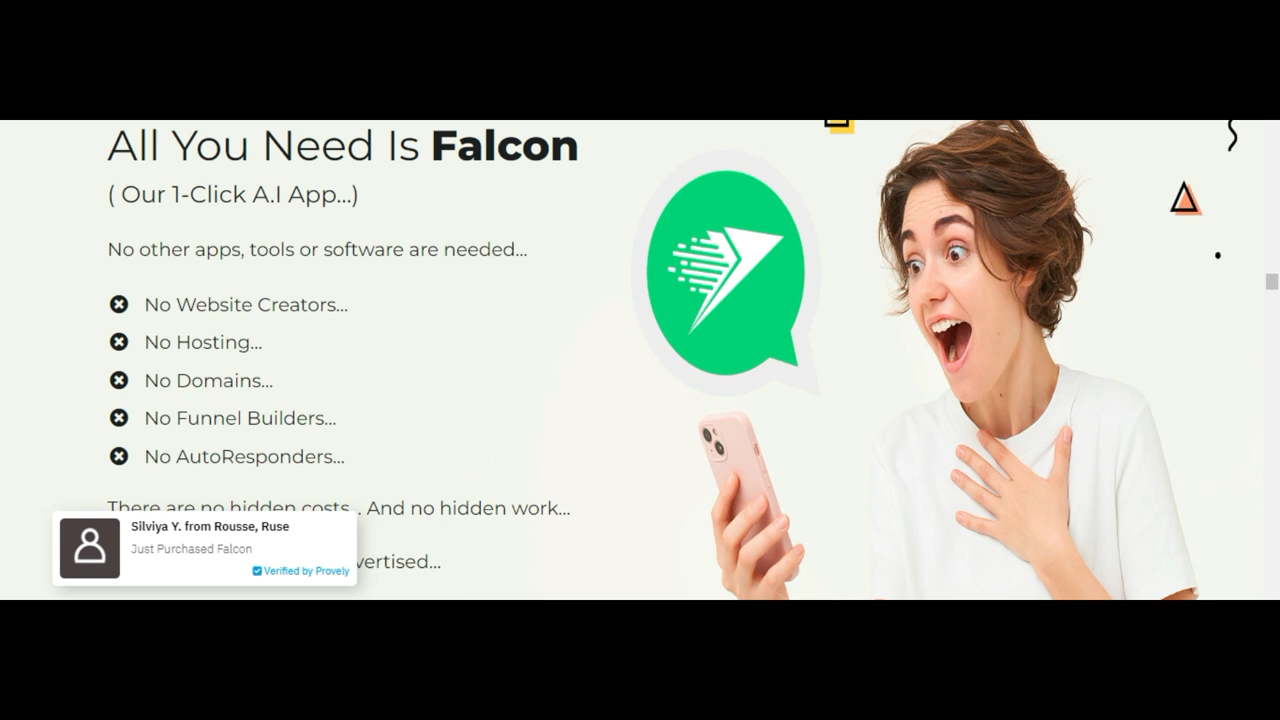 All You Need Is Falcon
( Our 1-Click A.I App...)
No other apps, tools or software are needed...
No Website Creators...
No Hosting...
No Domains...
No Funnel Builders...
No AutoResponders...
There are no hidden costs.. And no hidden work...
Silviya Y. from Rousse, Ruse
Just Purchased Falcon
vertised...
Verified by Provely